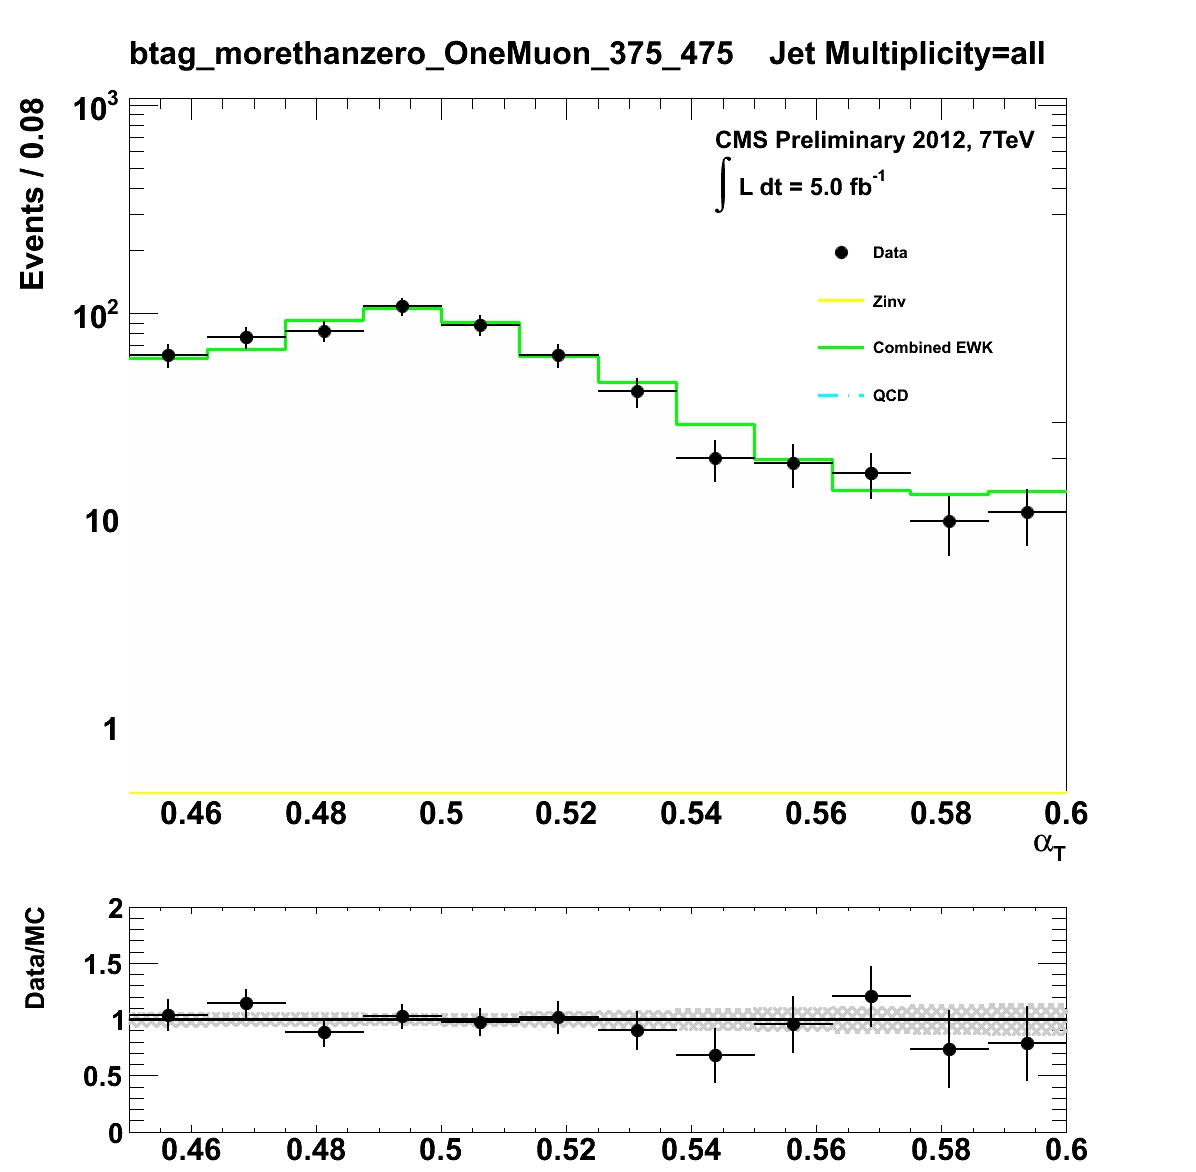 btag_morethanzero_OneMuon_375_475 Jet Multiplicity=all
Events / 0.08
10³
10²
10
1
CMS Preliminary 2012, 7TeV
∫ L dt = 5.0 fb⁻¹
Data
Zinv
Combined EWK
QCD
0.46 0.48 0.5 0.52 0.54 0.56 0.58 0.6
α_T
Data/MC
2
1.5
1
0.5
0
0.46 0.48 0.5 0.52 0.54 0.56 0.58 0.6